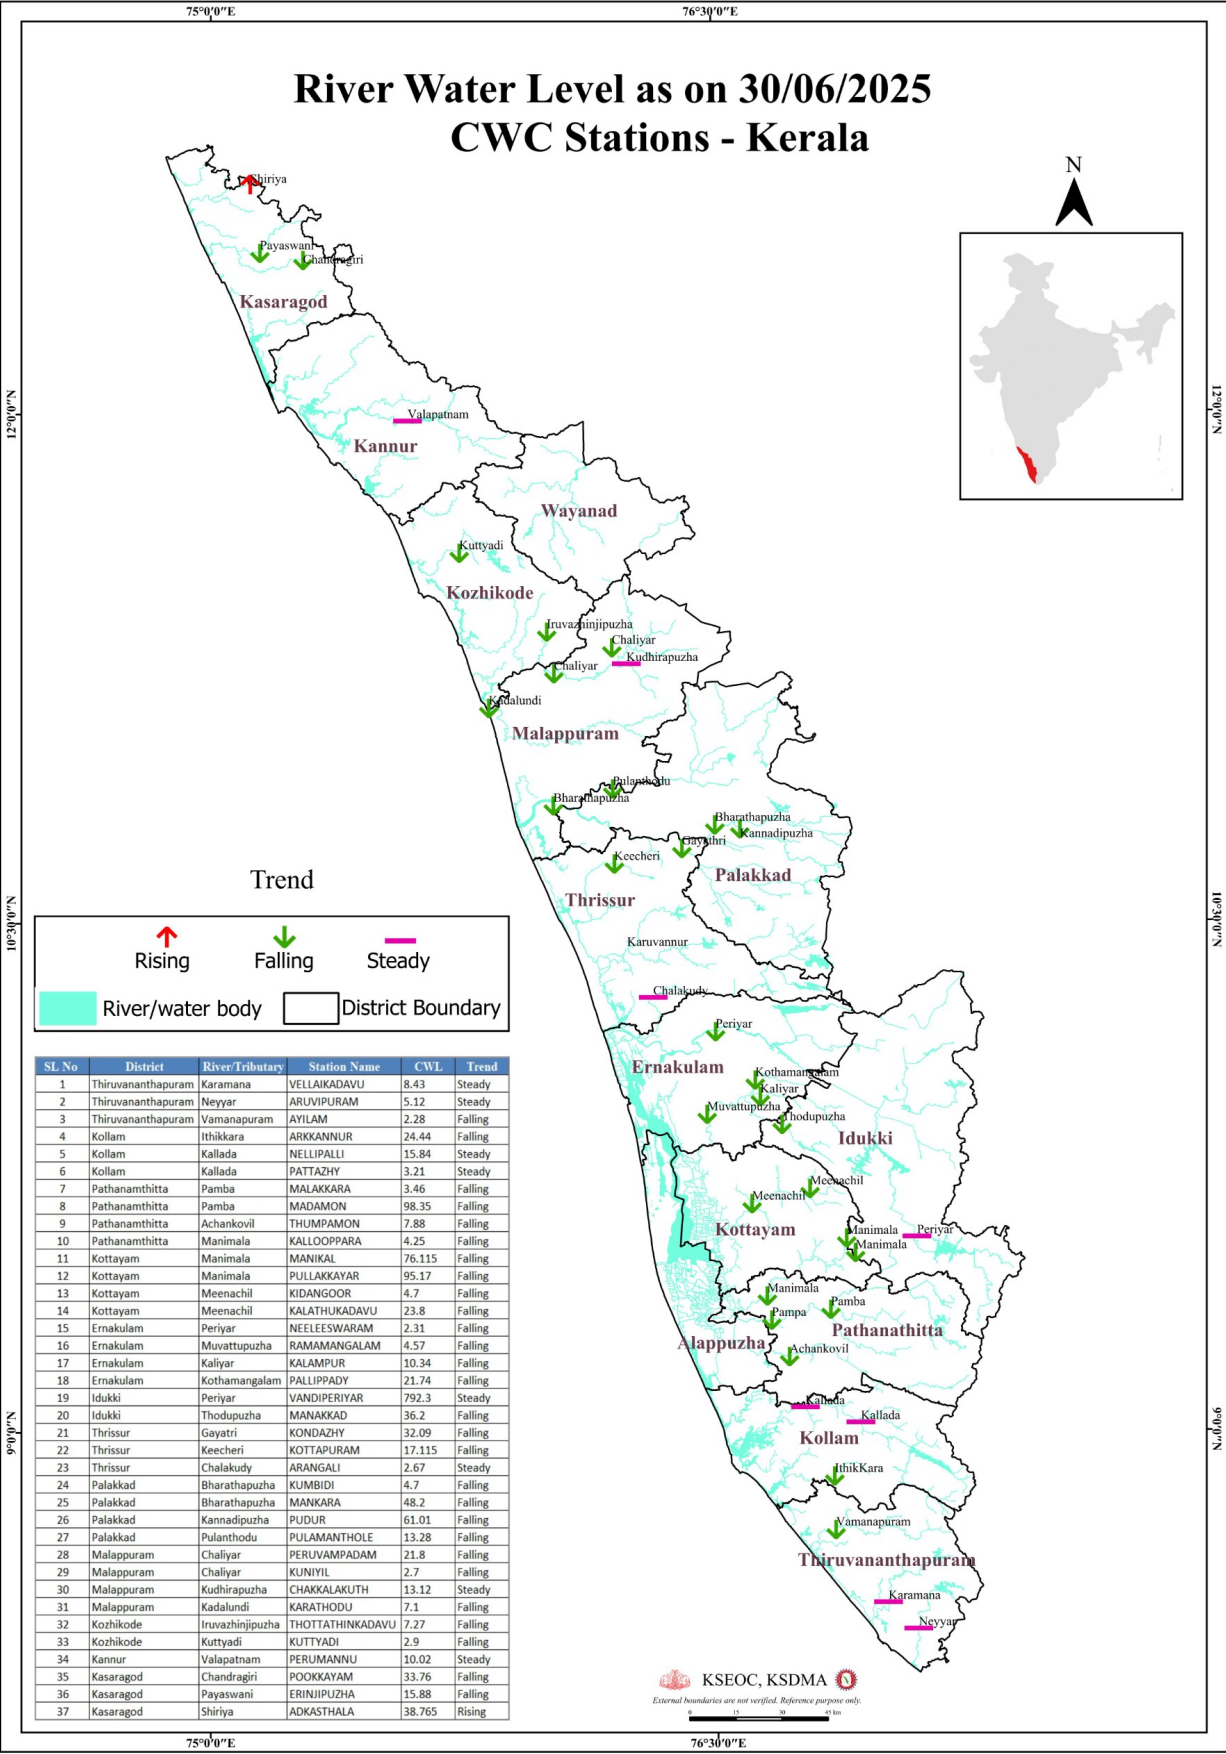 75°0'0"E 76°30'0"E
River Water Level as on 30/06/2025
CWC Stations - Kerala
N
Shiriya
Payaswani
Chandragiri
Kasaragod
12°0'0"N 12°0'0"N
Valapatnam
Kannur
Wayanad
Kuttyadi
Kozhikode
Iruvazhinjipuzha
Chaliyar
Kudhirapuzha
Chaliyar
Kadalundi
Malappuram
Pulanthodu
Bharathapuzha
Bharathapuzha
Kannadipuzha
Gayathri
Keecheri
Palakkad
Thrissur
Karuvannur
Chalakudy
10°30'0"N 10°30'0"N
Trend
Rising Falling Steady
River/water body District Boundary
Periyar
Ernakulam
Kothamangalam
Kaliyar
Muvattupuzha
Thodupuzha
Idukki
Meenachil
Meenachil
Kottayam
Manimala
Periyar
Manimala
Manimala
Pamba
Pampa
Pathanathitta
Alappuzha
Achankovil
Kallada
Kallada
Kollam
IthikKara
Vamanapuram
Thiruvananthapuram
Karamana
Neyyar
9°0'0"N 9°0'0"N
SL No District River/Tributary Station Name CWL Trend
1 Thiruvananthapuram Karamana VELLAIKADAVU 8.43 Steady
2 Thiruvananthapuram Neyyar ARUVIPURAM 5.12 Steady
3 Thiruvananthapuram Vamanapuram AYILAM 2.28 Falling
4 Kollam Ithikkara ARKKANNUR 24.44 Falling
5 Kollam Kallada NELLIPALLI 15.84 Steady
6 Kollam Kallada PATTAZHY 3.21 Steady
7 Pathanamthitta Pamba MALAKKARA 3.46 Falling
8 Pathanamthitta Pamba MADAMON 98.35 Falling
9 Pathanamthitta Achankovil THUMPAMON 7.88 Falling
10 Pathanamthitta Manimala KALLOOPPARA 4.25 Falling
11 Kottayam Manimala MANIKAL 76.115 Falling
12 Kottayam Manimala PULLAKKAYAR 95.17 Falling
13 Kottayam Meenachil KIDANGOOR 4.7 Falling
14 Kottayam Meenachil KALATHUKADAVU 23.8 Falling
15 Ernakulam Periyar NEELEESWARAM 2.31 Falling
16 Ernakulam Muvattupuzha RAMAMANGALAM 4.57 Falling
17 Ernakulam Kaliyar KALAMPUR 10.34 Falling
18 Ernakulam Kothamangalam PALLIPPADY 21.74 Falling
19 Idukki Periyar VANDIPERIYAR 792.3 Steady
20 Idukki Thodupuzha MANAKKAD 36.2 Falling
21 Thrissur Gayatri KONDAZHY 32.09 Falling
22 Thrissur Keecheri KOTTAPURAM 17.115 Falling
23 Thrissur Chalakudy ARANGALI 2.67 Steady
24 Palakkad Bharathapuzha KUMBIDI 4.7 Falling
25 Palakkad Bharathapuzha MANKARA 48.2 Falling
26 Palakkad Kannadipuzha PUDUR 61.01 Falling
27 Palakkad Pulanthodu PULAMANTHOLE 13.28 Falling
28 Malappuram Chaliyar PERUVAMPADAM 21.8 Falling
29 Malappuram Chaliyar KUNIYIL 2.7 Falling
30 Malappuram Kudhirapuzha CHAKKALAKUTH 13.12 Steady
31 Malappuram Kadalundi KARATHODU 7.1 Falling
32 Kozhikode Iruvazhinjipuzha THOTTATHINKADAVU 7.27 Falling
33 Kozhikode Kuttyadi KUTTYADI 2.9 Falling
34 Kannur Valapatnam PERUMANNU 10.02 Steady
35 Kasaragod Chandragiri POOKKAYAM 33.76 Falling
36 Kasaragod Payaswani ERINJIPUZHA 15.88 Falling
37 Kasaragod Shiriya ADKASTHALA 38.765 Rising
KSEOC, KSDMA
External boundaries are not verified. Reference purpose only.
0 15 30 45 km
75°0'0"E 76°30'0"E